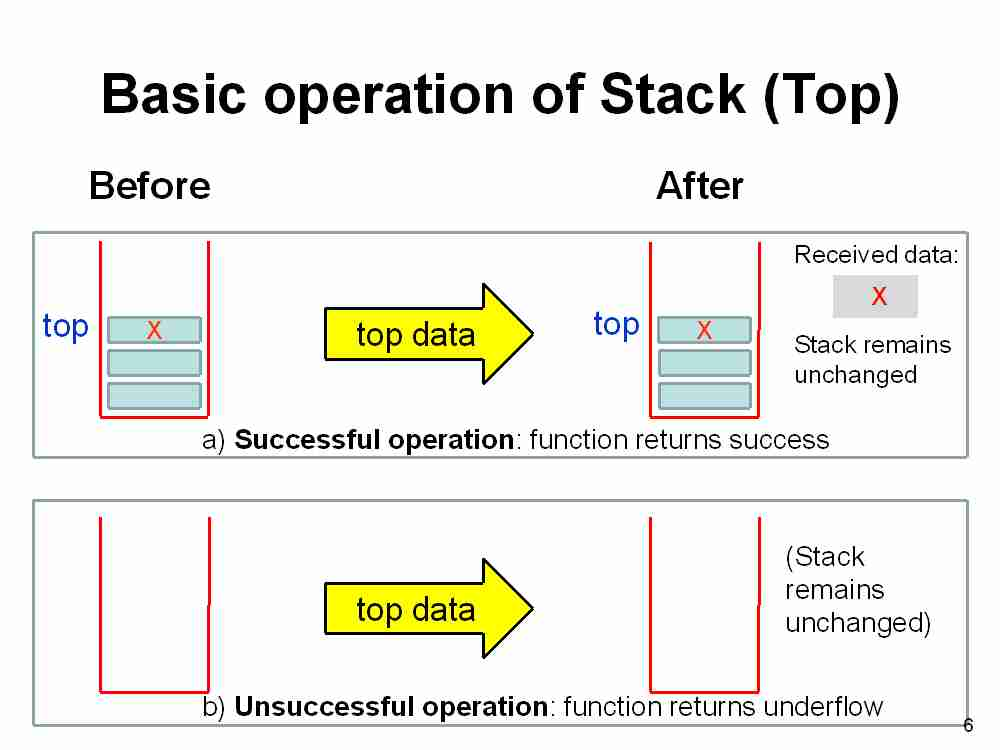 Basic operation of Stack (Top)
Before
After
top
X
top data
top
X
Received data:
X
Stack remains
unchanged
a) Successful operation: function returns success
top data
(Stack
remains
unchanged)
b) Unsuccessful operation: function returns underflow
6